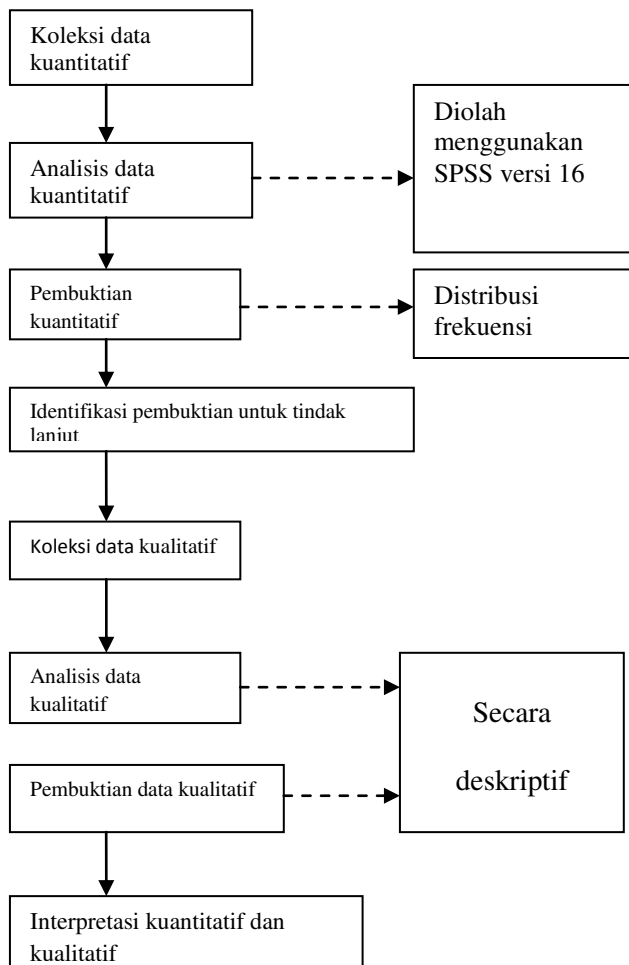 Koleksi data
kuantitatif
Diolah
menggunakan
SPSS versi 16
Analisis data
kuantitatif
Pembuktian
kuantitatif
Distribusi
frekuensi
Identifikasi pembuktian untuk tindak
lanjut
Koleksi data kualitatif
Analisis data
kualitatif
Secara
deskriptif
Pembuktian data kualitatif
Interpretasi kuantitatif dan
kualitatif